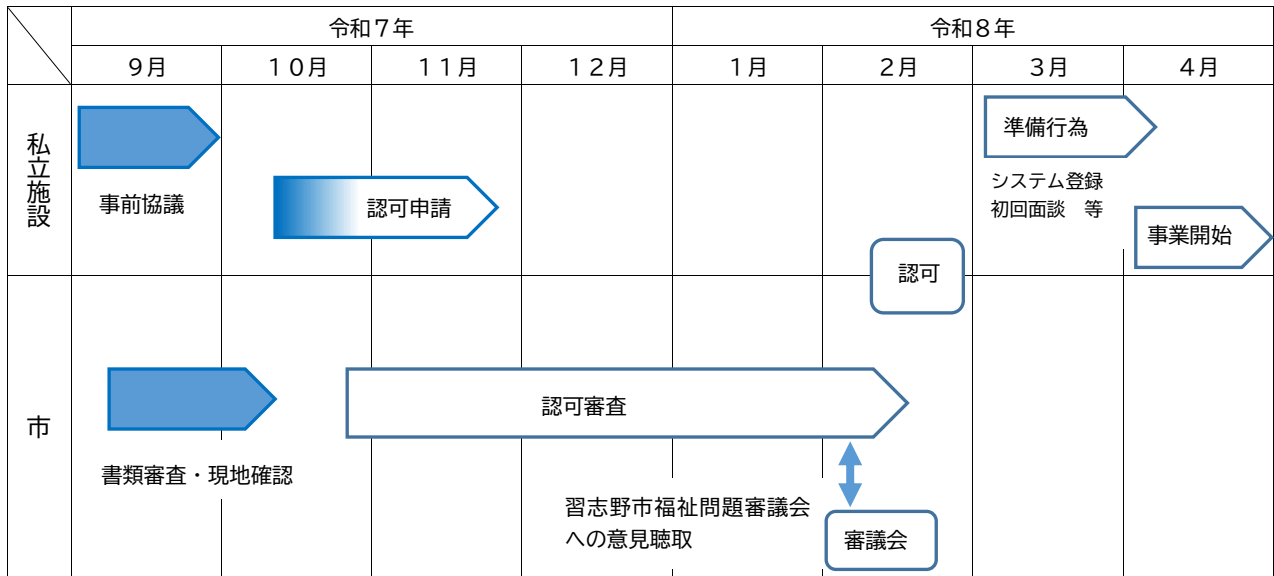 令和７年
令和８年
９月
１０月
１１月
１２月
１月
２月
３月
４月
私立施設
事前協議
認可申請
準備行為
システム登録
初回面談　等
事業開始
認可
市
書類審査・現地確認
認可審査
習志野市福祉問題審議会
への意見聴取
審議会